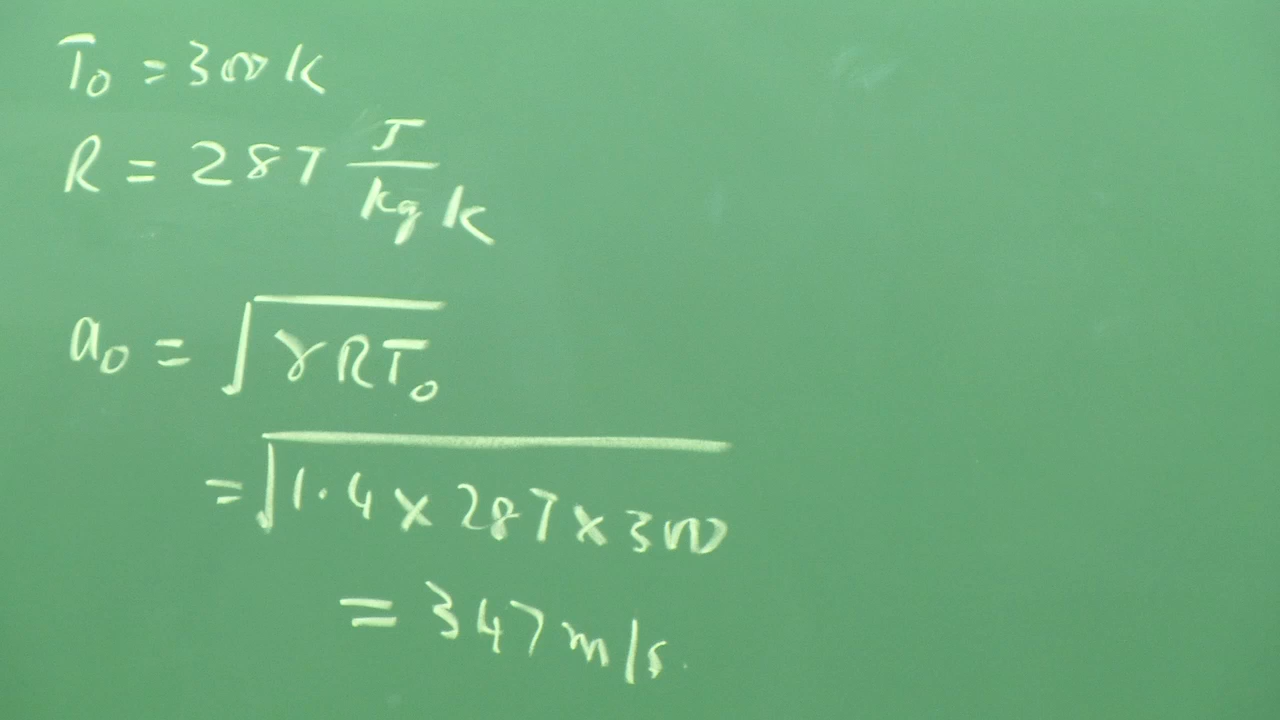 T₀ = 300 K
R = 287 J/kg K
a₀ = √(γRT₀)
= √(1.4 × 287 × 300)
= 347 m/s.